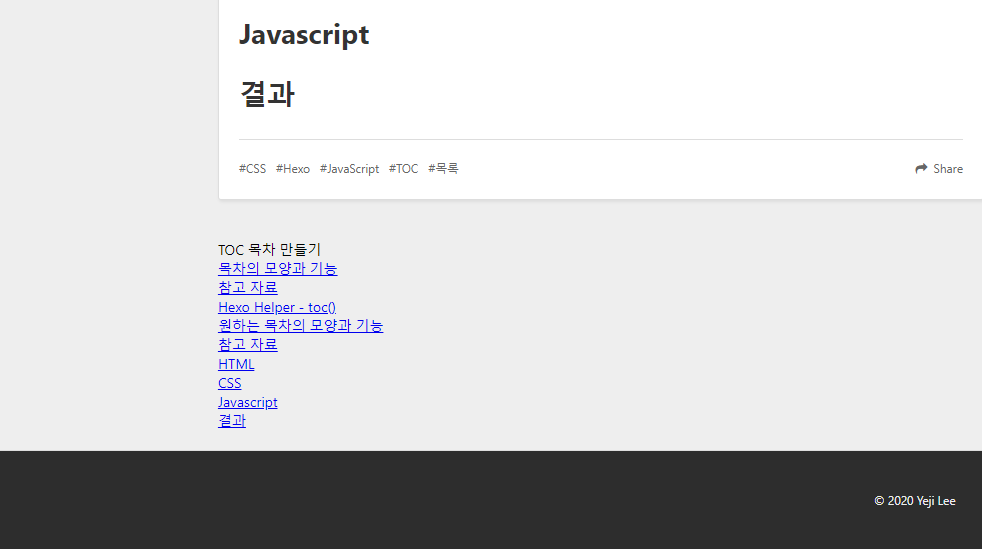 Javascript
결과
#CSS #Hexo #JavaScript #TOC #목록 Share
TOC 목차 만들기
목차의 모양과 기능
참고 자료
Hexo Helper - toc()
원하는 목차의 모양과 기능
참고 자료
HTML
CSS
Javascript
결과
© 2020 Yeji Lee